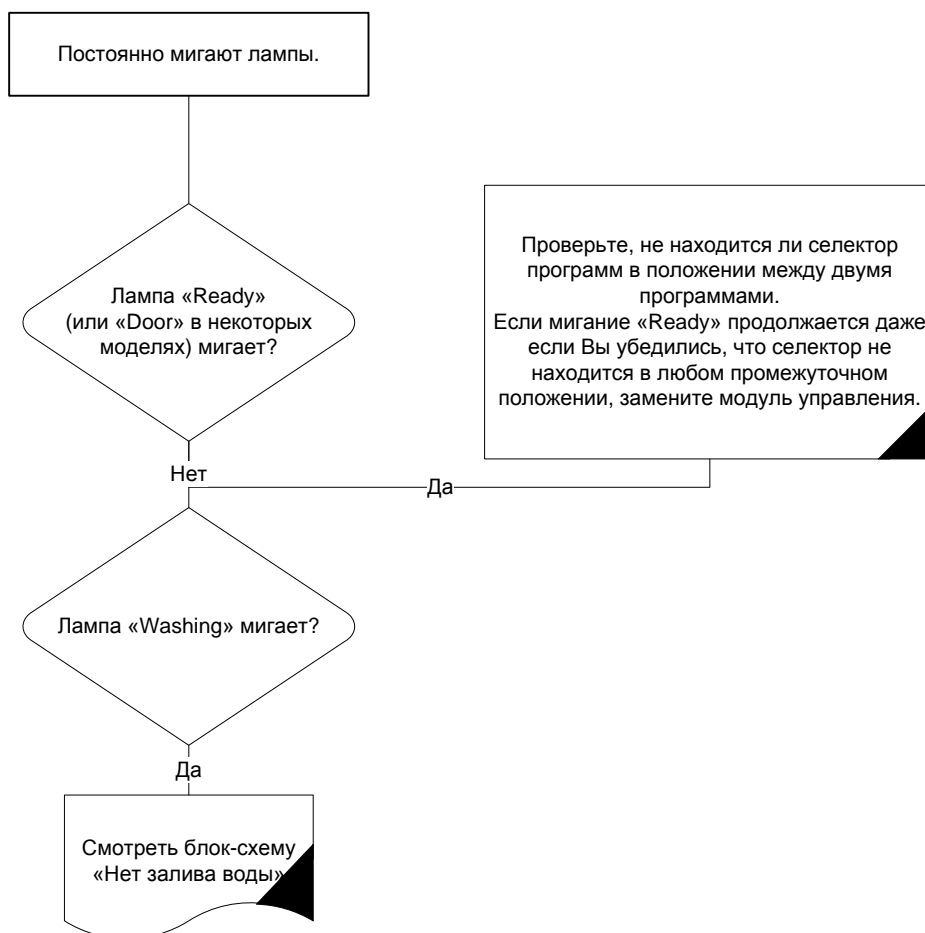 Постоянно мигают лампы.
Лампа «Ready»
(или «Door» в некоторых
моделях) мигает?
Проверьте, не находится ли селектор
программ в положении между двумя
программами.
Если мигание «Ready» продолжается даже
если Вы убедились, что селектор не
находится в любом промежуточном
положении, замените модуль управления.
Нет
Да
Лампа «Washing» мигает?
Да
Смотреть блок-схему
«Нет залива воды»